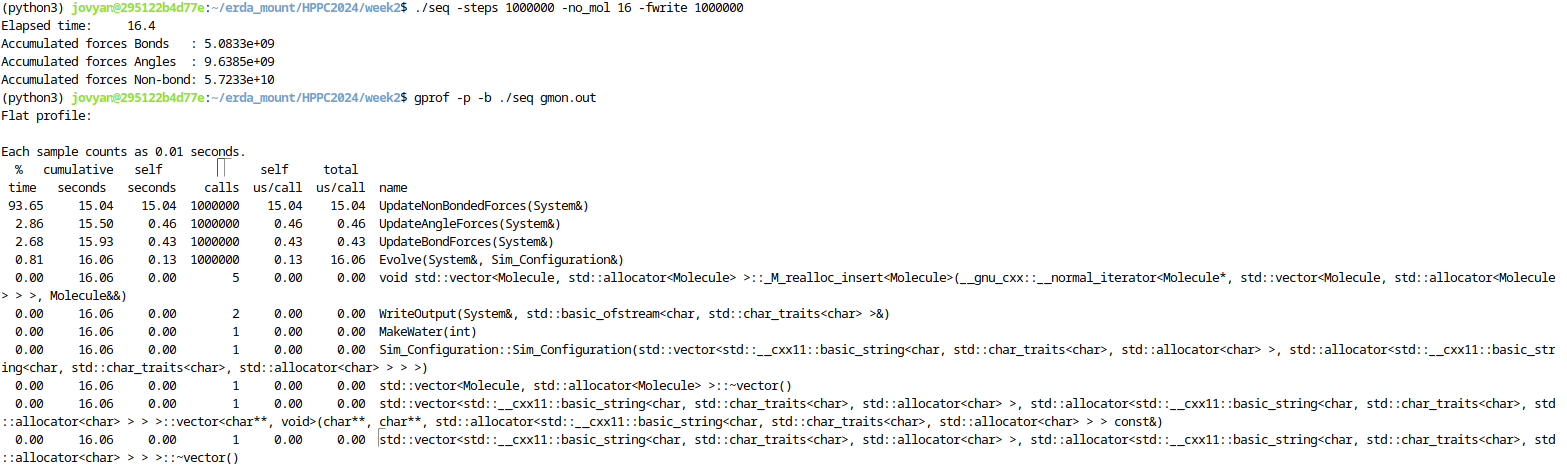 (python3) jovyan@295122b4d77e:~/erda_mount/HPPC2024/week2$ ./seq -steps 1000000 -no_mol 16 -fwrite 1000000
Elapsed time:     16.4
Accumulated forces Bonds   : 5.0833e+09
Accumulated forces Angles  : 9.6385e+09
Accumulated forces Non-bond: 5.7233e+10
(python3) jovyan@295122b4d77e:~/erda_mount/HPPC2024/week2$ gprof -p -b ./seq gmon.out
Flat profile:

Each sample counts as 0.01 seconds.
  %   cumulative   self              self     total
 time   seconds   seconds    calls  us/call  us/call  name
 93.65     15.04    15.04  1000000    15.04    15.04  UpdateNonBondedForces(System&)
  2.86     15.50     0.46  1000000     0.46     0.46  UpdateAngleForces(System&)
  2.68     15.93     0.43  1000000     0.43     0.43  UpdateBondForces(System&)
  0.81     16.06     0.13  1000000     0.13    16.06  Evolve(System&, Sim_Configuration&)
  0.00     16.06     0.00        5     0.00     0.00  void std::vector<Molecule, std::allocator<Molecule> >::_M_realloc_insert<Molecule>(__gnu_cxx::__normal_iterator<Molecule*, std::vector<Molecule, std::allocator<Molecule
> > >, Molecule&&)
  0.00     16.06     0.00        2     0.00     0.00  WriteOutput(System&, std::basic_ofstream<char, std::char_traits<char> >&)
  0.00     16.06     0.00        1     0.00     0.00  MakeWater(int)
  0.00     16.06     0.00        1     0.00     0.00  Sim_Configuration::Sim_Configuration(std::vector<std::__cxx11::basic_string<char, std::char_traits<char>, std::allocator<char> >, std::allocator<std::__cxx11::basic_str
ing<char, std::char_traits<char>, std::allocator<char> > > >)
  0.00     16.06     0.00        1     0.00     0.00  std::vector<Molecule, std::allocator<Molecule> >::~vector()
  0.00     16.06     0.00        1     0.00     0.00  std::vector<std::__cxx11::basic_string<char, std::char_traits<char>, std::allocator<char> >, std::allocator<std::__cxx11::basic_string<char, std::char_traits<char>, std
::allocator<char> > > >::vector<char**, void>(char**, char**, std::allocator<std::__cxx11::basic_string<char, std::char_traits<char>, std::allocator<char> > > const&)
  0.00     16.06     0.00        1     0.00     0.00  std::vector<std::__cxx11::basic_string<char, std::char_traits<char>, std::allocator<char> >, std::allocator<std::__cxx11::basic_string<char, std::char_traits<char>, std
::allocator<char> > > >::~vector()